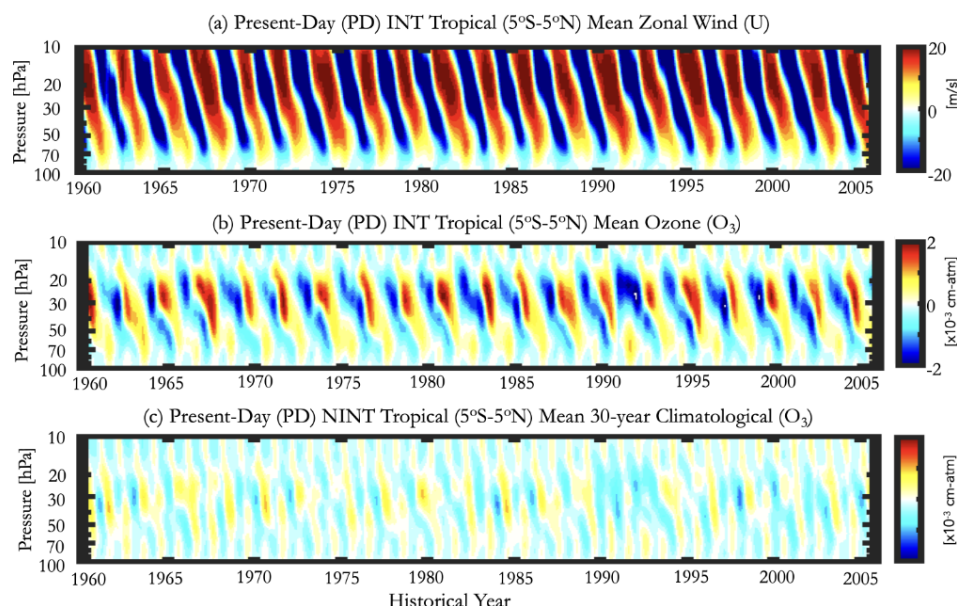 (a) Present-Day (PD) INT Tropical (5°S-5°N) Mean Zonal Wind (U)
Pressure [hPa]
10
20
30
50
70
100
1960 1965 1970 1975 1980 1985 1990 1995 2000 2005
20
0
-20
[m/s]
(b) Present-Day (PD) INT Tropical (5°S-5°N) Mean Ozone (O₃)
Pressure [hPa]
10
20
30
50
70
100
1960 1965 1970 1975 1980 1985 1990 1995 2000 2005
2
0
-2
[x10⁻³ cm-atm]
(c) Present-Day (PD) NINT Tropical (5°S-5°N) Mean 30-year Climatological (O₃)
Pressure [hPa]
10
20
30
50
70
100
1960 1965 1970 1975 1980 1985 1990 1995 2000 2005
[x10⁻³ cm-atm]
Historical Year